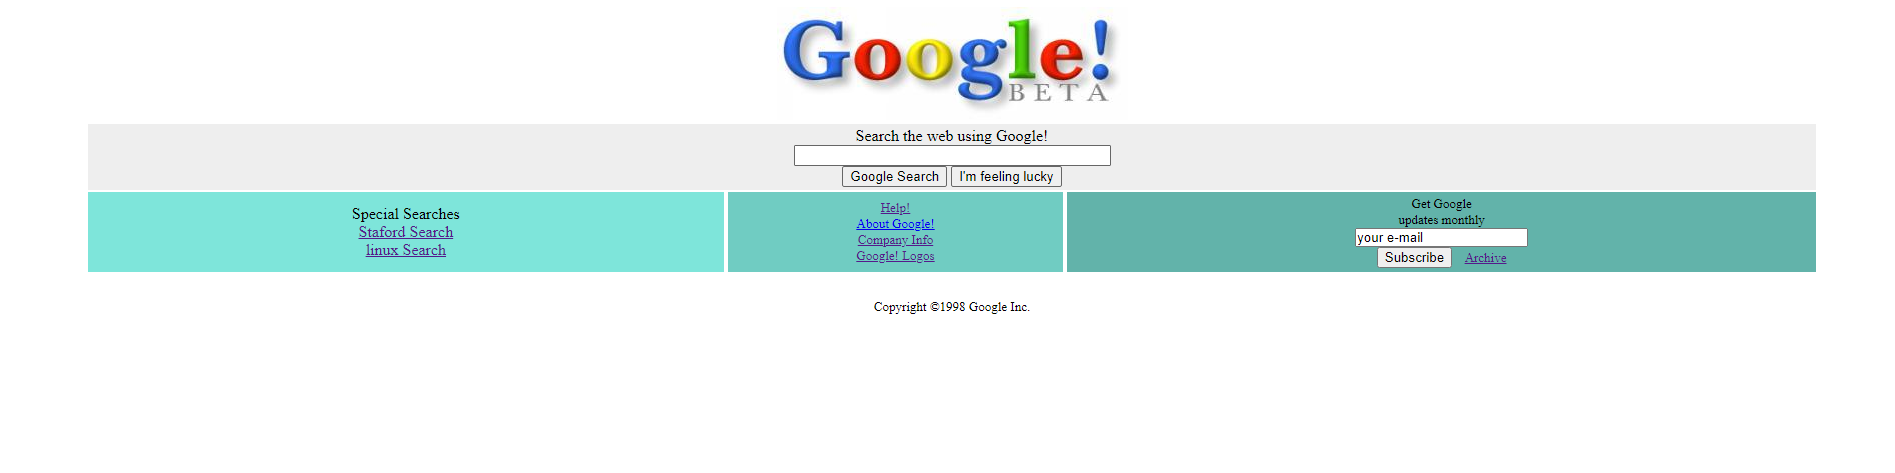 Google!
BETA
Search the web using Google!
Google Search I'm feeling lucky
Special Searches
Staford Search
linux Search
Help!
About Google!
Company Info
Google! Logos
Get Google
updates monthly
your e-mail
Subscribe Archive
Copyright ©1998 Google Inc.